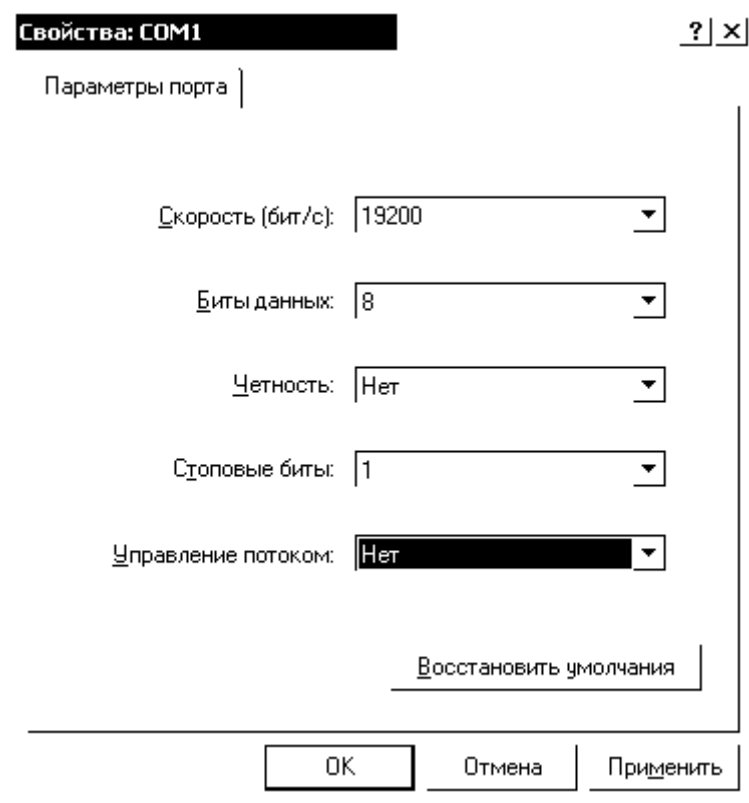 Свойства: COM1 ? ×
Параметры порта
Скорость (бит/с): 19200
Биты данных: 8
Четность: Нет
Стоповые биты: 1
Управление потоком: Нет
Восстановить умолчания
OK Отмена Применить